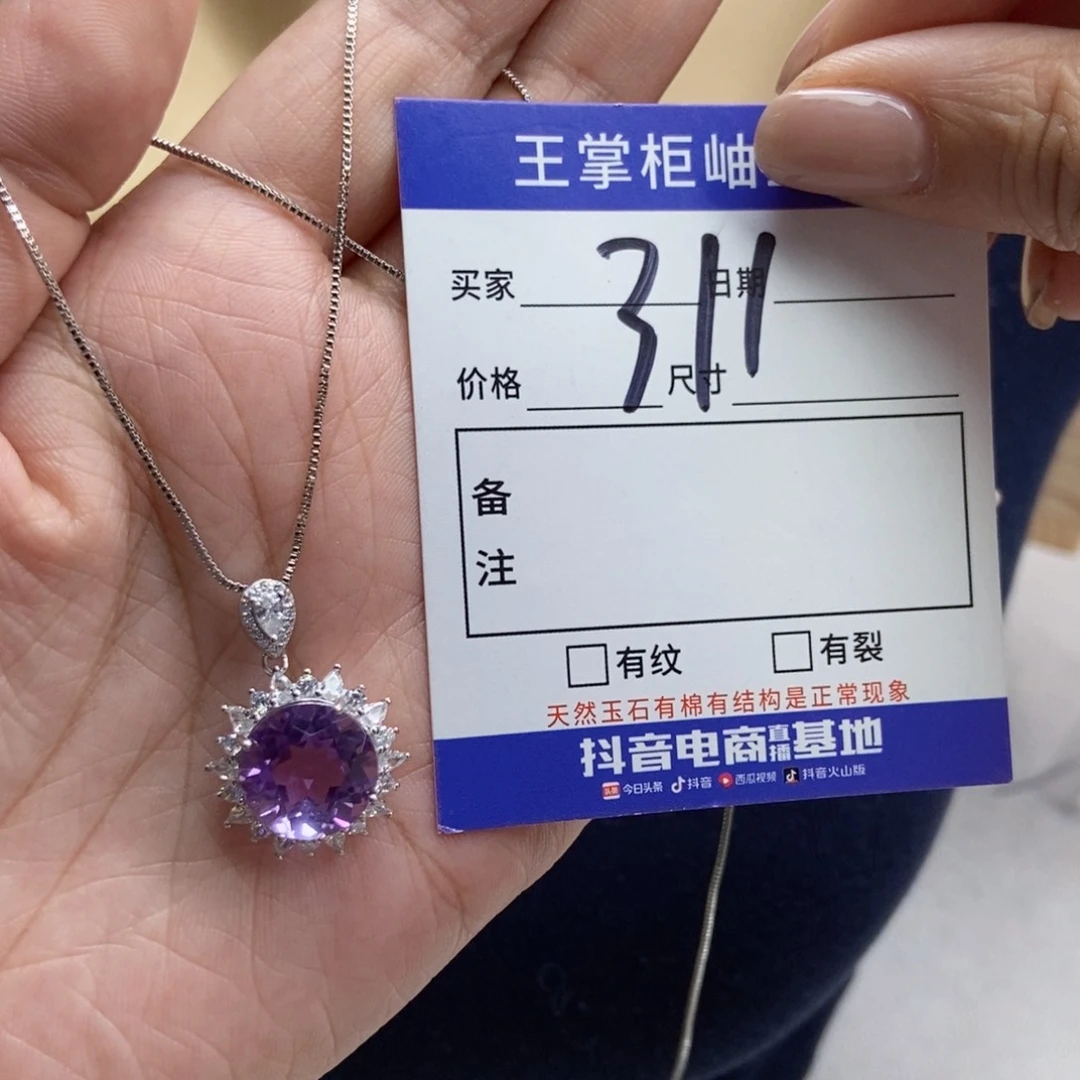 王掌柜岫
311
买家 日期
价格 尺寸
备
注
有纹 有裂
天然玉石有棉有结构是正常现象
抖音电商直播基地
头条 今日头条 抖音 西瓜视频 抖音火山版